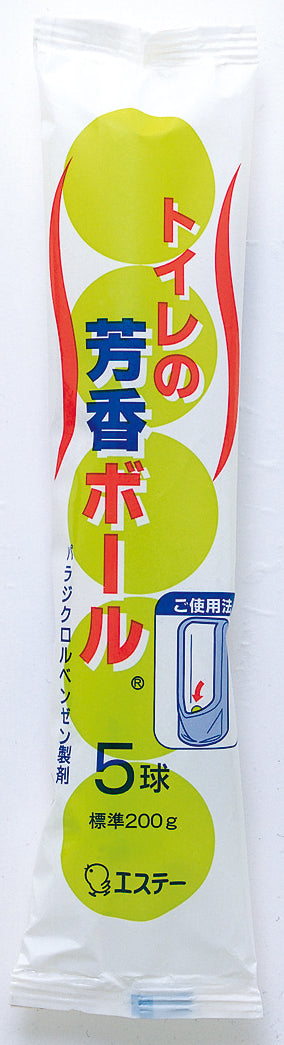 トイレの
芳香ボール®
パラジクロルベンゼン製剤
ご使用法
5球
標準200g
エステー